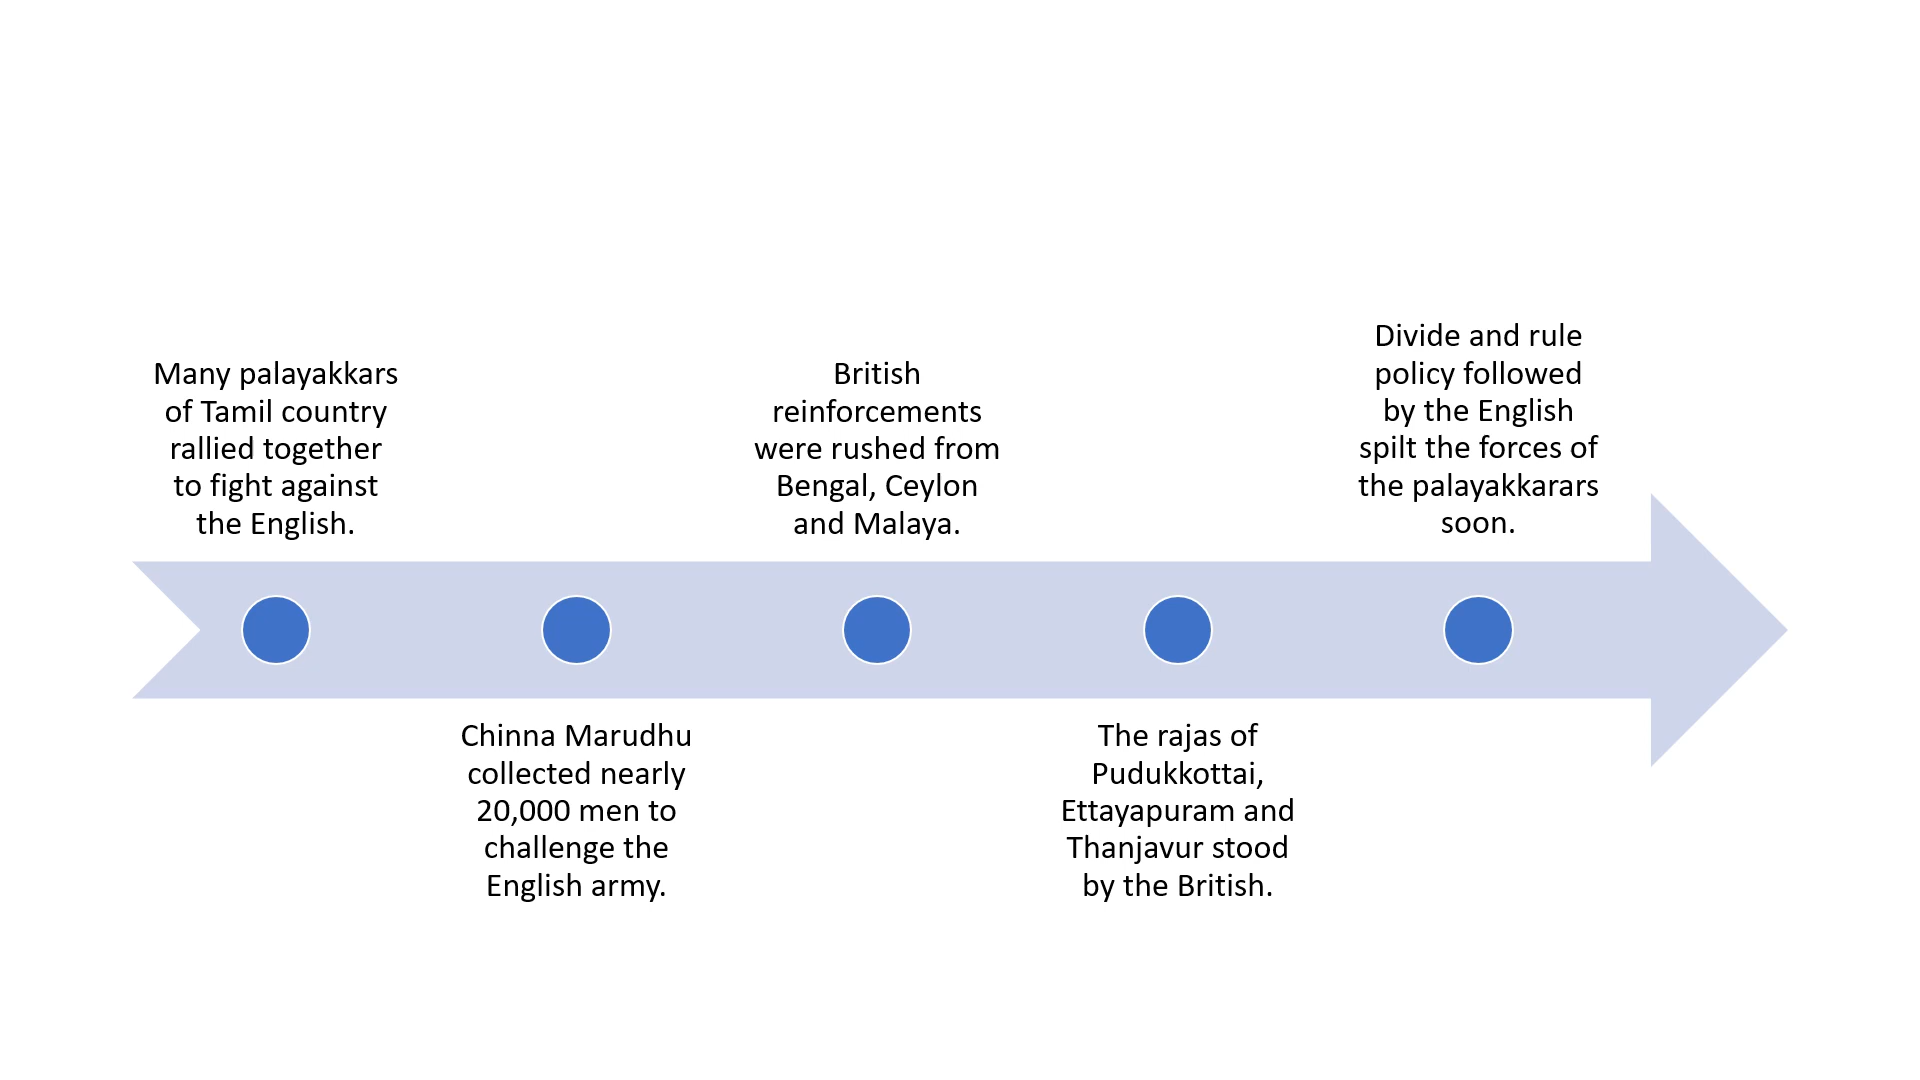 Many palayakkars
of Tamil country
rallied together
to fight against
the English.
Chinna Marudhu
collected nearly
20,000 men to
challenge the
English army.
British
reinforcements
were rushed from
Bengal, Ceylon
and Malaya.
The rajas of
Pudukkottai,
Ettayapuram and
Thanjavur stood
by the British.
Divide and rule
policy followed
by the English
spilt the forces of
the palayakkarars
soon.